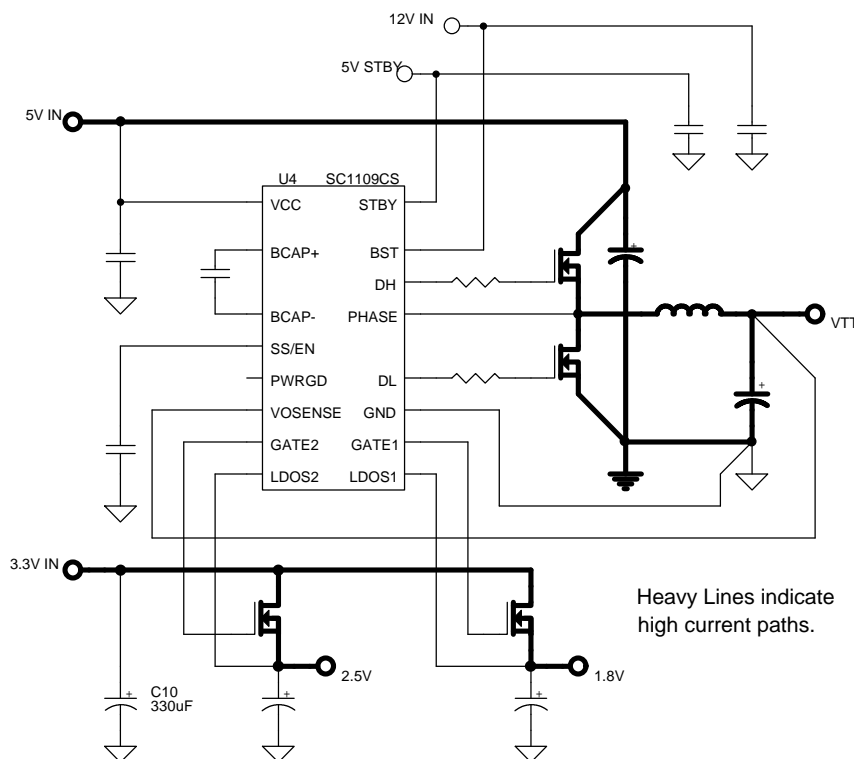 12V IN
5V STBY
5V IN
U4 SC1109CS
VCC STBY
BCAP+ BST
DH
BCAP- PHASE
VTT
SS/EN
PWRGD DL
VOSENSE GND
GATE2 GATE1
LDOS2 LDOS1
3.3V IN
Heavy Lines indicate
high current paths.
2.5V 1.8V
C10
330uF
+
+
+
+
+